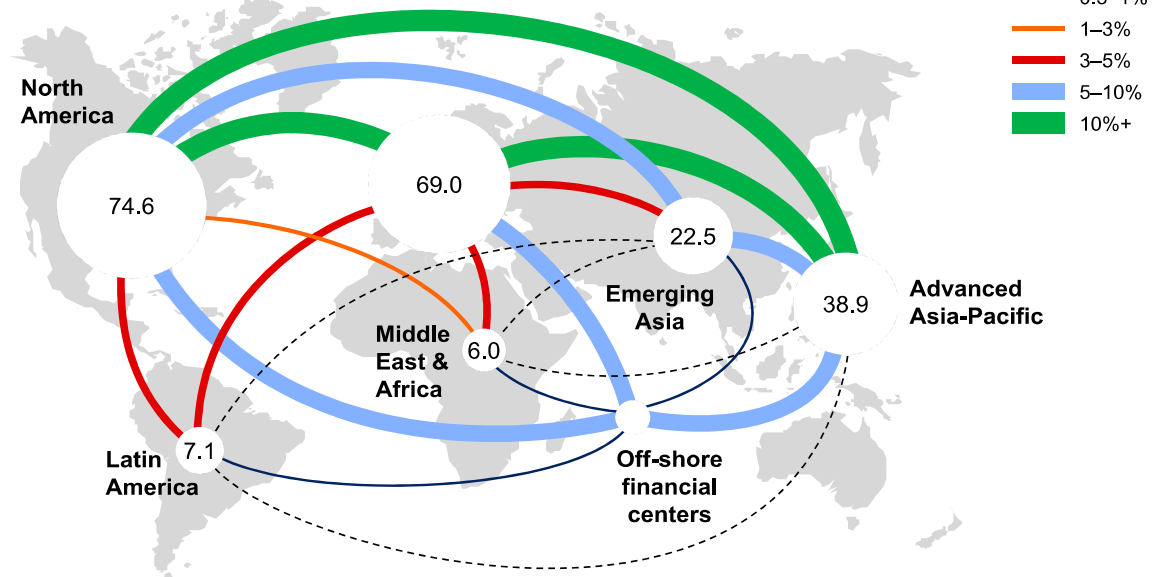 1–3%
3–5%
5–10%
10%+
North
America
74.6
69.0
22.5
Emerging
Asia
38.9
Advanced
Asia-Pacific
Middle
East &
Africa
6.0
Latin
America
7.1
Off-shore
financial
centers